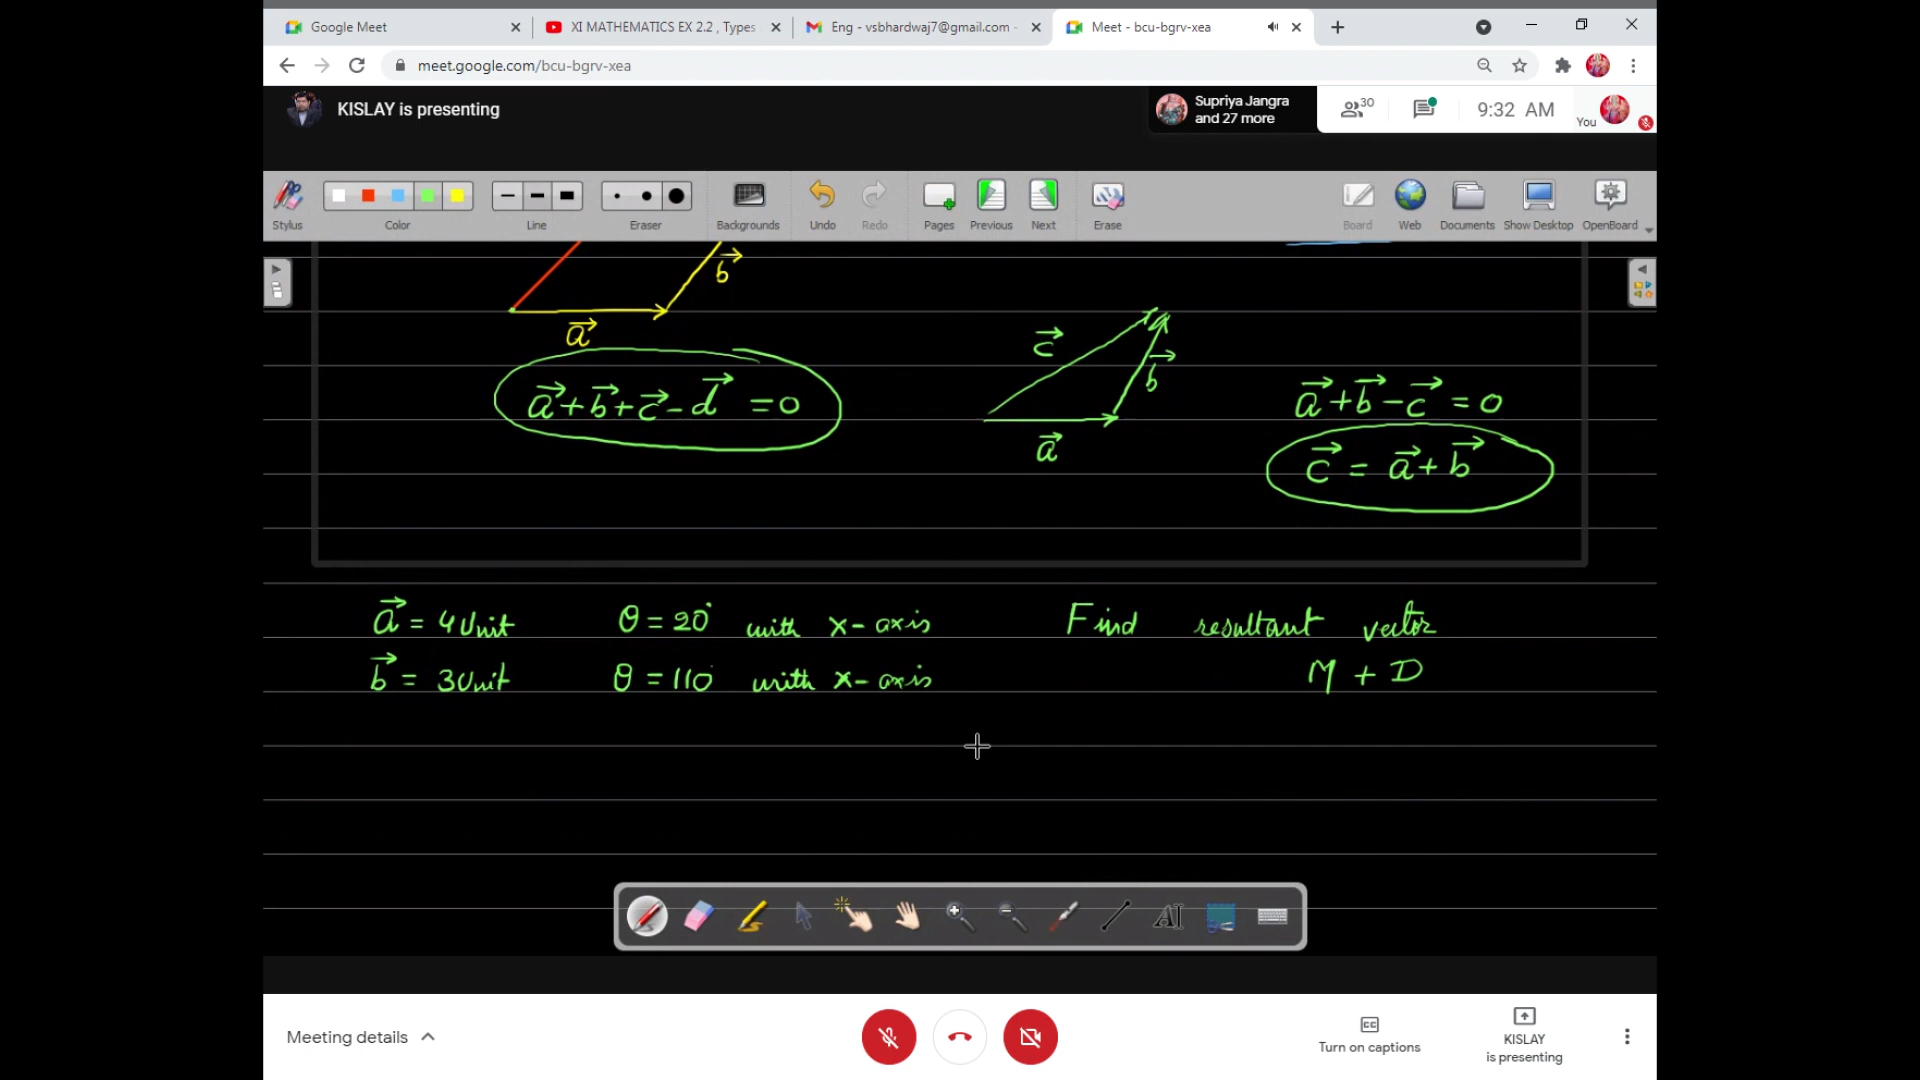 Google Meet
XI MATHEMATICS EX 2.2 , Types
Eng - vsbhardwaj7@gmail.com -
Meet - bcu-bgrv-xea
meet.google.com/bcu-bgrv-xea
KISLAY is presenting
Supriya Jangra
and 27 more
30
9:32 AM
You
Stylus Color Line Eraser Backgrounds Undo Redo Pages Previous Next Erase Board Web Documents Show Desktop OpenBoard
b⃗
a⃗
c⃗
b⃗
a⃗
a⃗+b⃗+c⃗-d⃗ =0
a⃗+b⃗-c⃗ =0
c⃗ = a⃗+b⃗
a⃗ = 4Unit θ = 20° with x-axis Find resultant vector
b⃗ = 3Unit θ = 110° with x-axis M + D
AI
Meeting details
CC
Turn on captions
KISLAY
is presenting